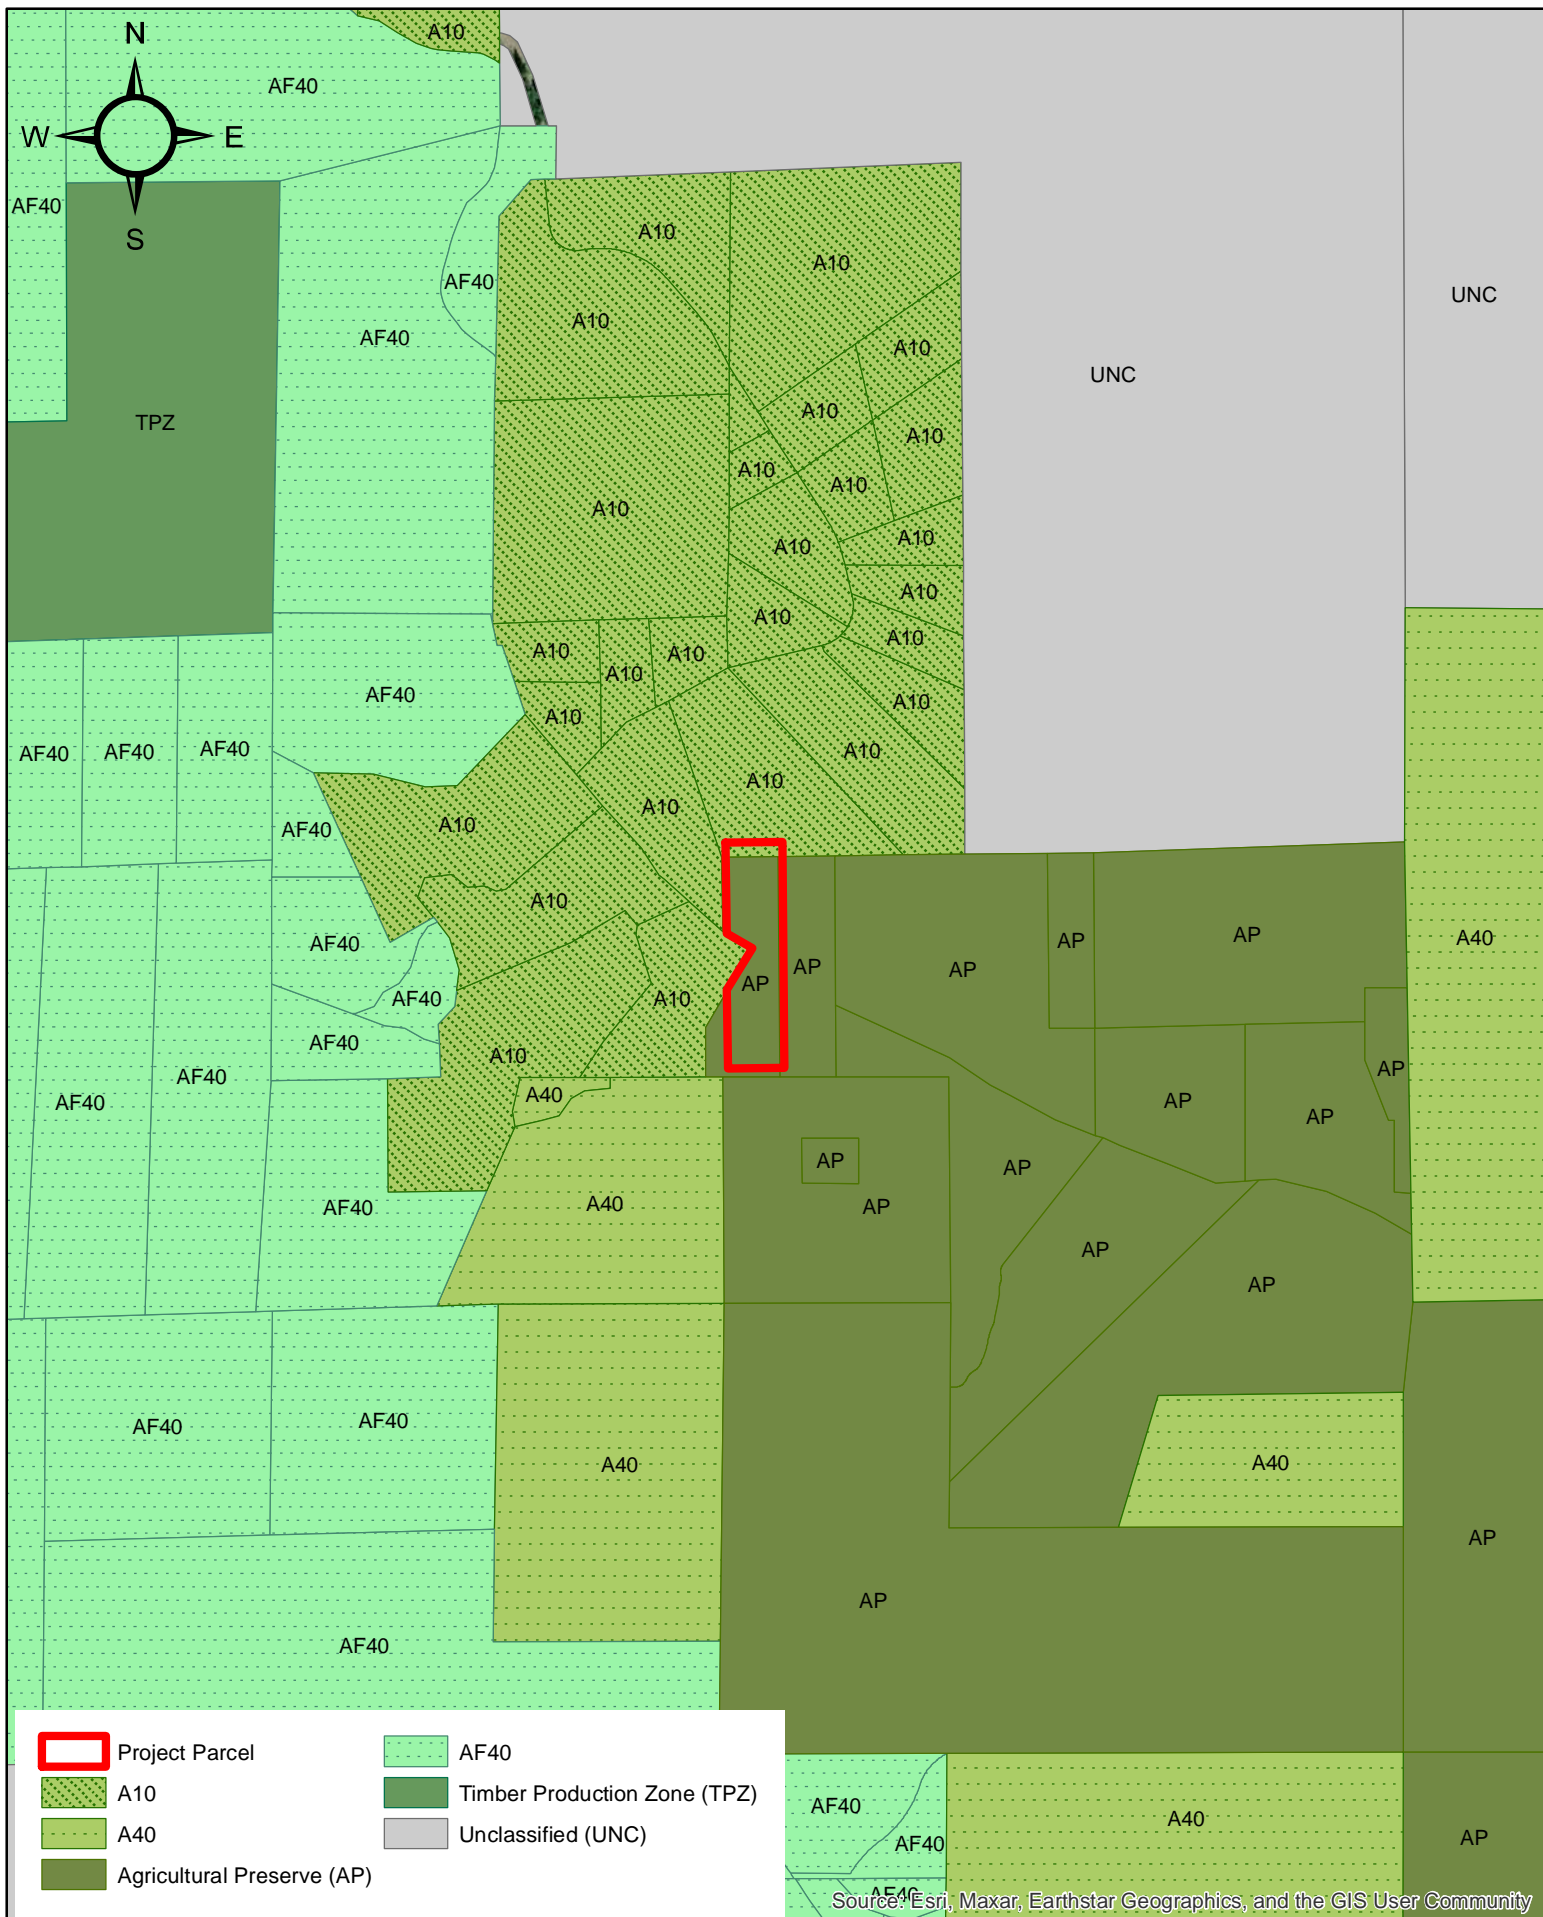 A10
N
AF40
W
E
AF40
S
A10
A10
AF40
UNC
A10
AF40
A10
UNC
A10
TPZ
A10
A10
A10
A10
A10
A10
A10
A10
A10
A10
A10
A10
A10
A10
AF40
A10
A10
AF40
AF40
AF40
A10
A10
A10
A10
AF40
A10
AP
A40
AP
AF40
AP
AP
AP
AF40
A10
AF40
A10
AP
AF40
AF40
A40
AP
AP
AP
AP
AF40
A40
AP
AP
AP
AP
AF40
AF40
A40
A40
AP
AP
AF40
Project Parcel
A10
A40
Agricultural Preserve (AP)
AF40
Timber Production Zone (TPZ)
Unclassified (UNC)
AF40
A40
AF40
AP
AF40
Source: Esri, Maxar, Earthstar Geographics, and the GIS User Community